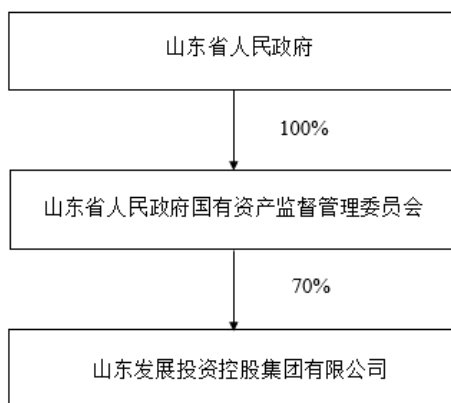 山东省人民政府
100%
山东省人民政府国有资产监督管理委员会
70%
山东发展投资控股集团有限公司